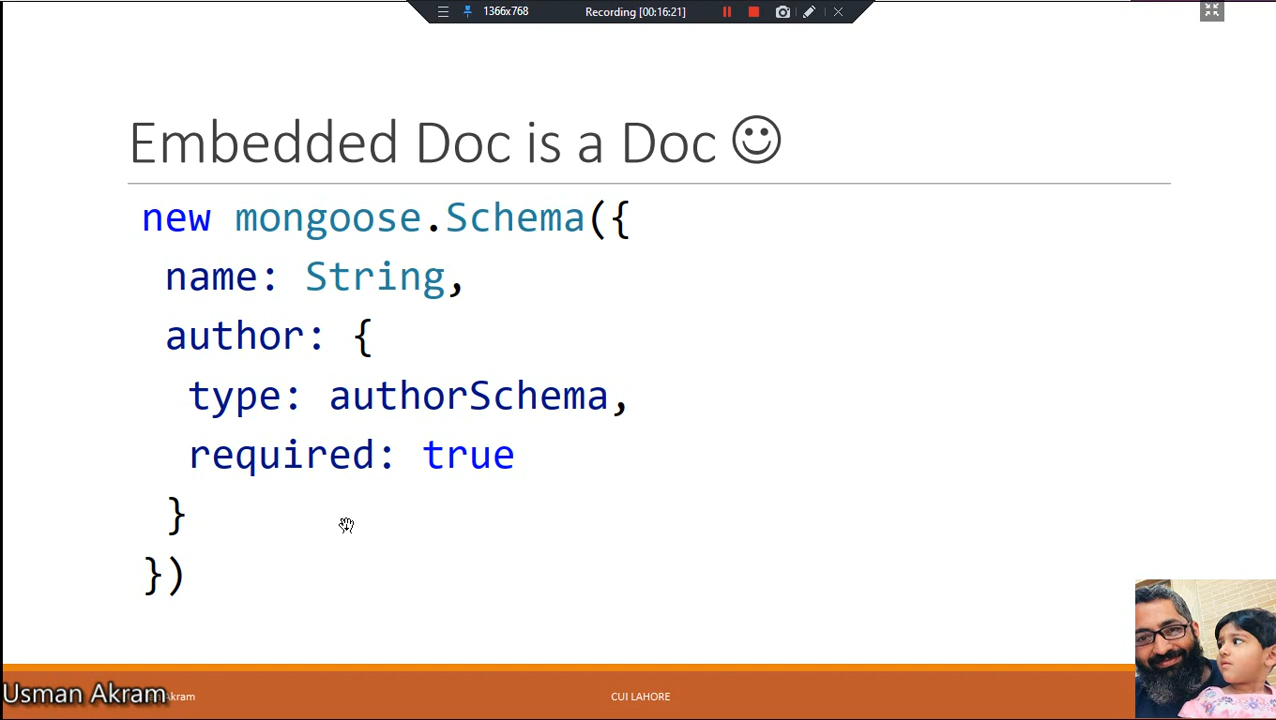 1366x768 Recording [00:16:21]
Embedded Doc is a Doc ☺
new mongoose.Schema({
name: String,
author: {
type: authorSchema,
required: true
}
})
Usman Akram
kram
CUI LAHORE